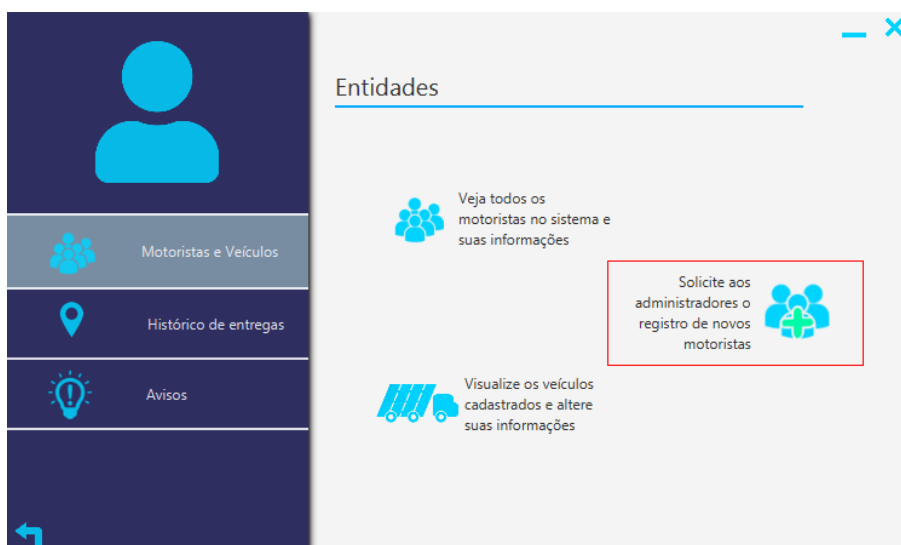 Entidades
Motoristas e Veículos
Histórico de entregas
Avisos
Veja todos os
motoristas no sistema e
suas informações
Solicite aos
administradores o
registro de novos
motoristas
Visualize os veículos
cadastrados e altere
suas informações